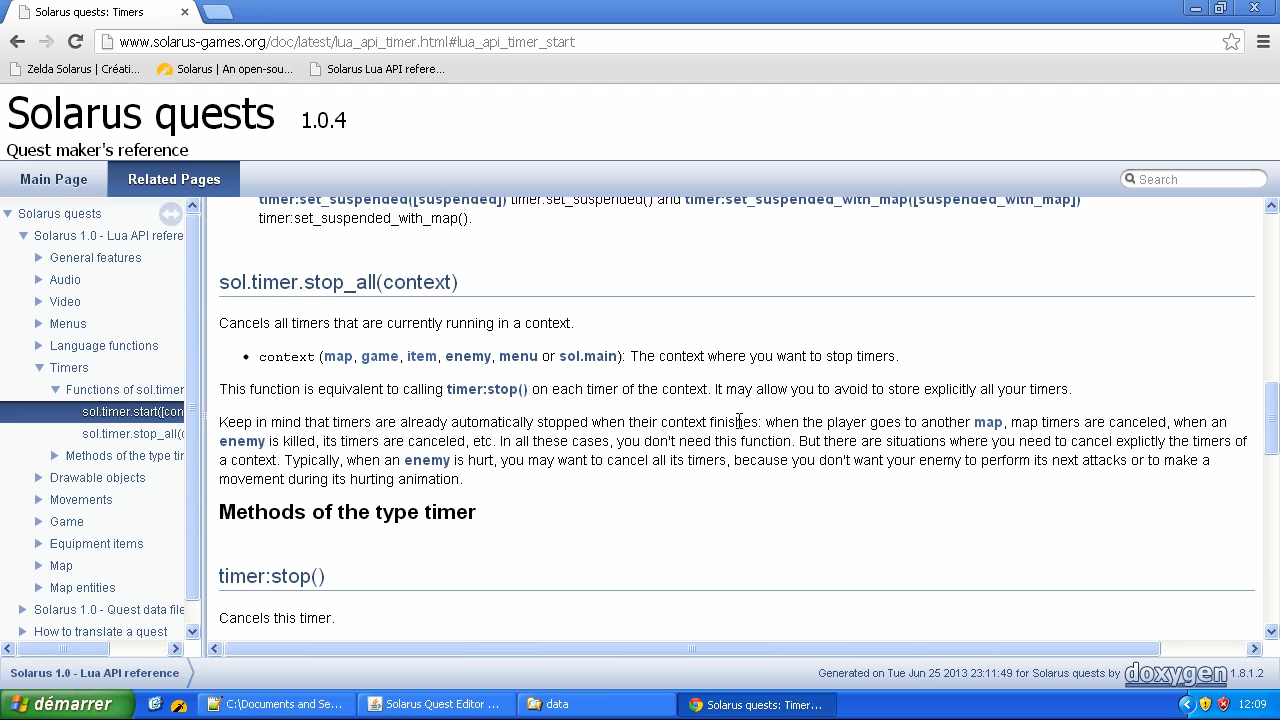 Solarus quests: Timers
www.solarus-games.org/doc/latest/lua_api_timer.html#lua_api_timer_start
Zelda Solarus | Créati...
Solarus | An open-sou...
Solarus Lua API refere...
Solarus quests 1.0.4
Quest maker's reference
Main Page
Related Pages
Search
Solarus quests
Solarus 1.0 - Lua API refere
General features
Audio
Video
Menus
Language functions
Timers
Functions of sol.timer
sol.timer.start([con
sol.timer.stop_all(c
Methods of the type tir
Drawable objects
Movements
Game
Equipment items
Map
Map entities
Solarus 1.0 - Quest data file
How to translate a quest
timer:set_suspended([suspended]) timer:set_suspended() and timer:set_suspended_with_map([suspended_with_map])
timer:set_suspended_with_map().
sol.timer.stop_all(context)
Cancels all timers that are currently running in a context.
• context (map, game, item, enemy, menu or sol.main): The context where you want to stop timers.
This function is equivalent to calling timer:stop() on each timer of the context. It may allow you to avoid to store explicitly all your timers.
Keep in mind that timers are already automatically stopped when their context finishes: when the player goes to another map, map timers are canceled, when an
enemy is killed, its timers are canceled, etc. In all these cases, you don't need this function. But there are situations where you need to cancel explictly the timers of
a context. Typically, when an enemy is hurt, you may want to cancel all its timers, because you don't want your enemy to perform its next attacks or to make a
movement during its hurting animation.
Methods of the type timer
timer:stop()
Cancels this timer.
Solarus 1.0 - Lua API reference
Generated on Tue Jun 25 2013 23:11:49 for Solarus quests by doxygen 1.8.1.2
démarrer
C:\Documents and Se...
Solarus Quest Editor ...
data
Solarus quests: Timer...
12:09